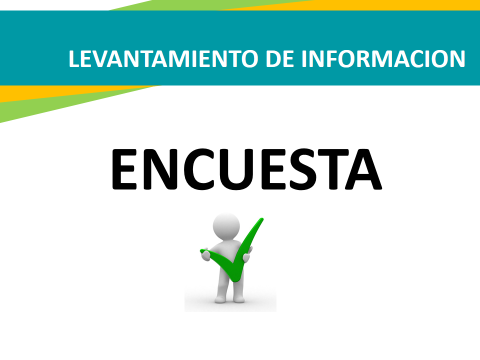 LEVANTAMIENTO DE INFORMACION
ENCUESTA